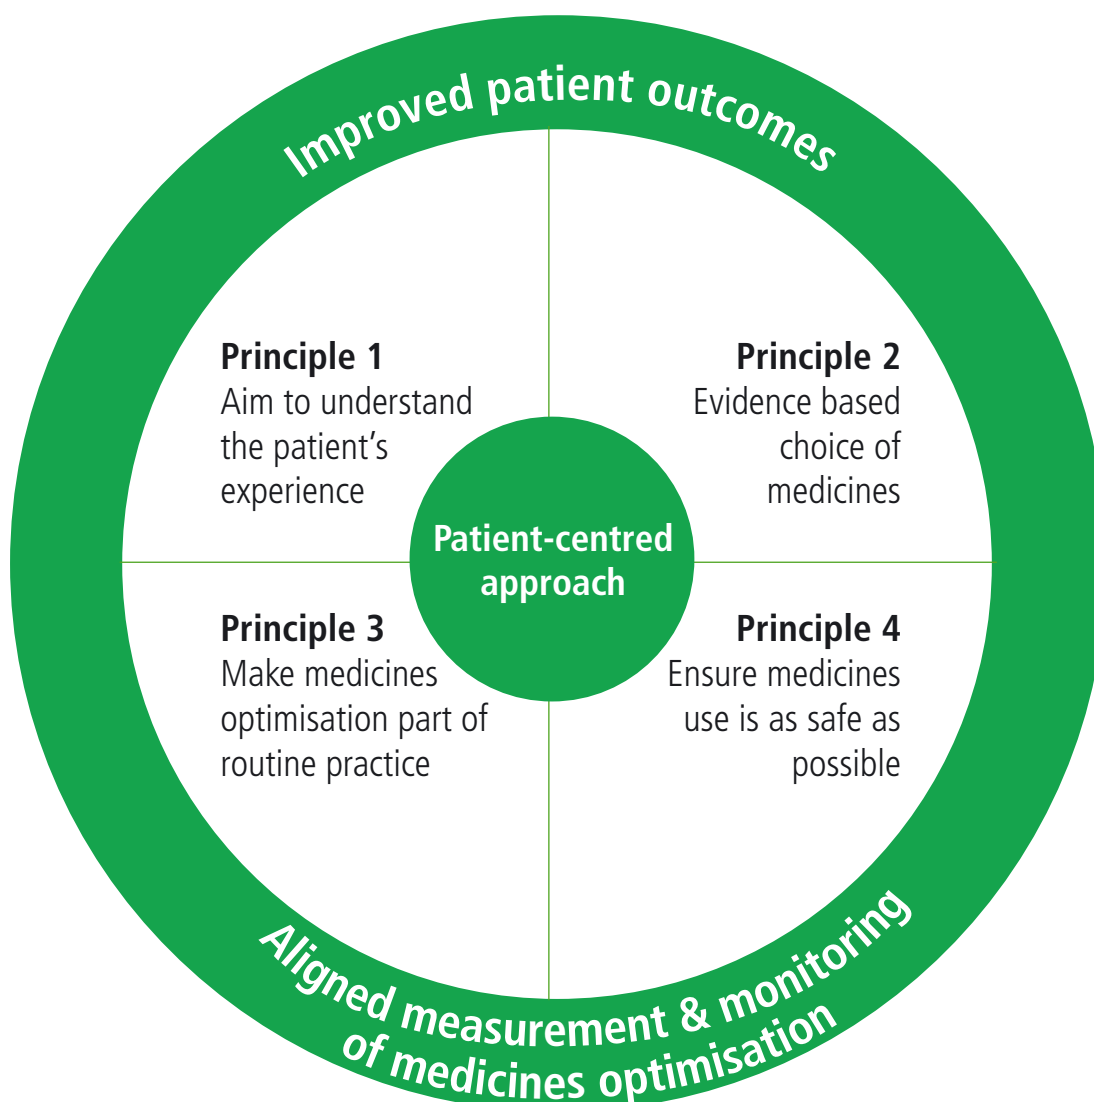 Improved patient outcomes
Principle 1
Aim to understand
the patient’s
experience
Principle 2
Evidence based
choice of
medicines
Patient-centred
approach
Principle 3
Make medicines
optimisation part of
routine practice
Principle 4
Ensure medicines
use is as safe as
possible
Aligned measurement & monitoring
of medicines optimisation